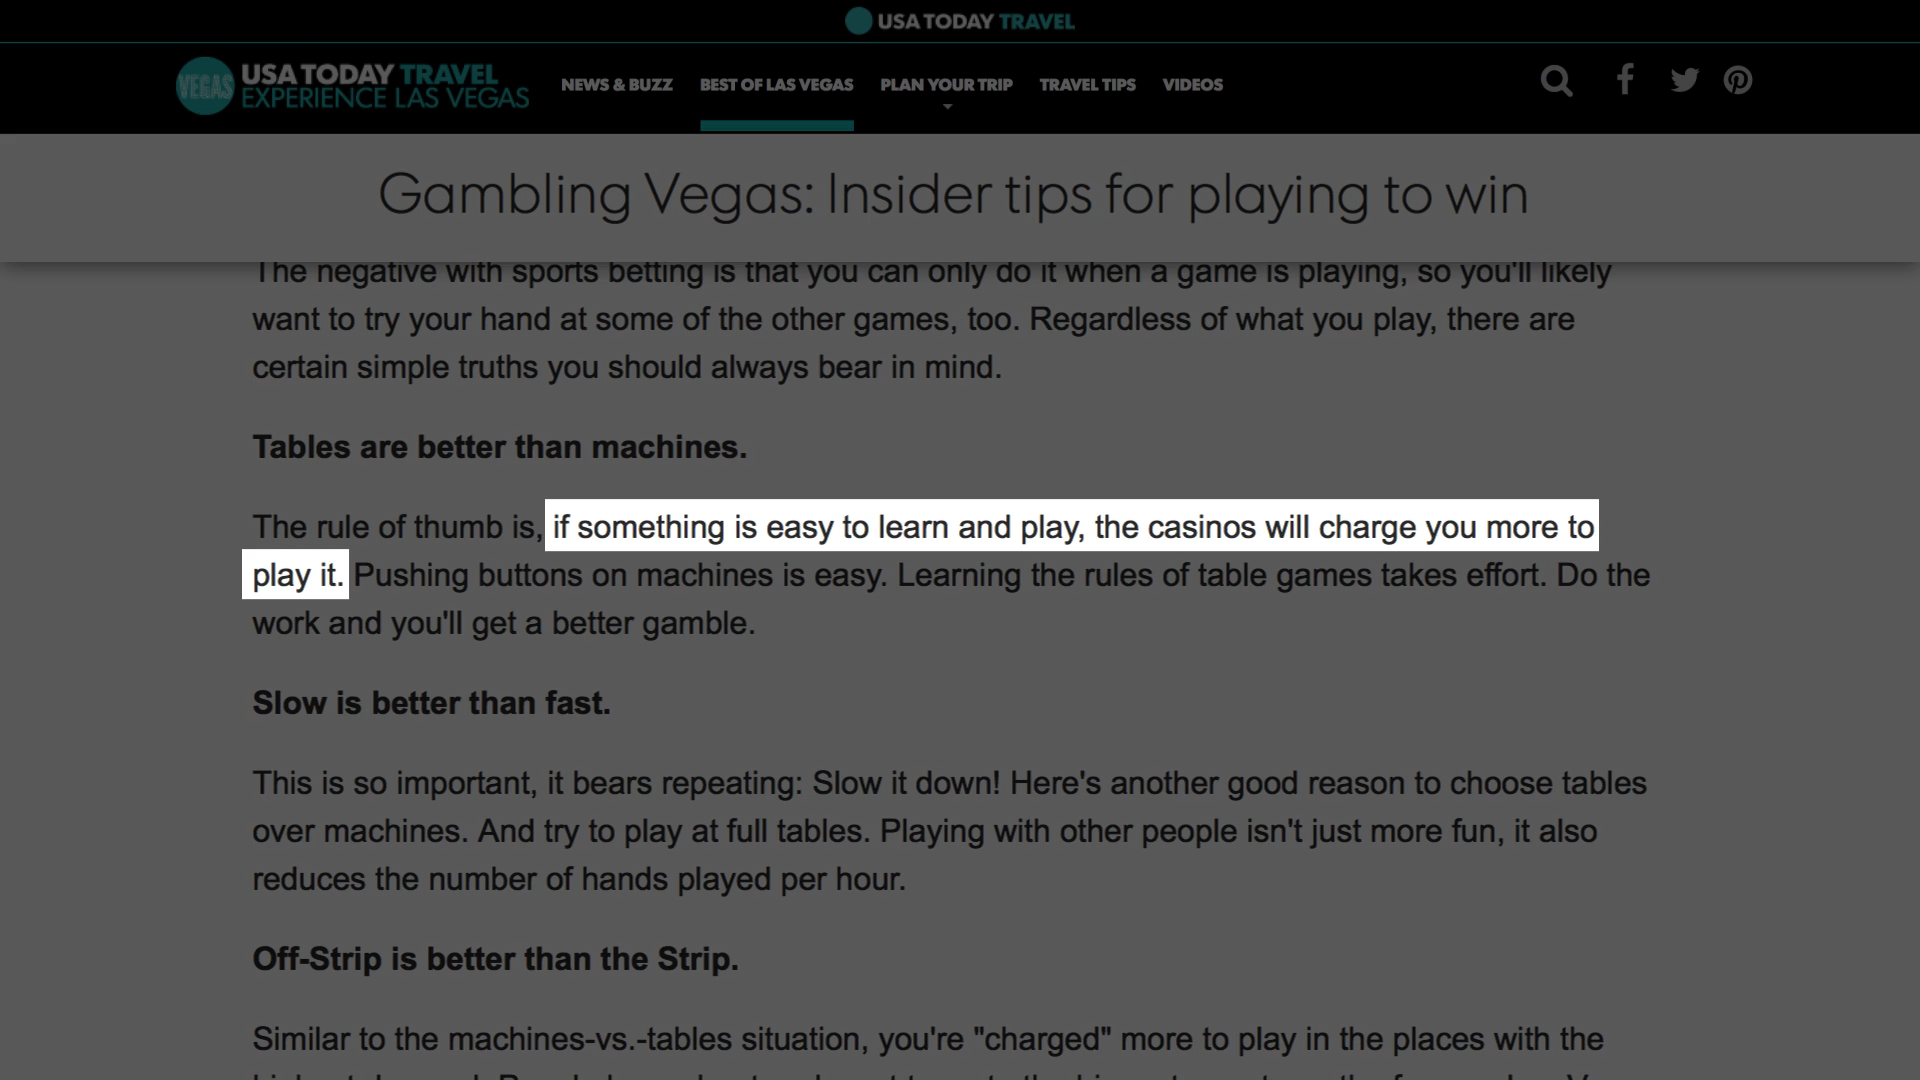 USA TODAY TRAVEL
VEGAS
USA TODAY TRAVEL
EXPERIENCE LAS VEGAS
NEWS & BUZZ BEST OF LAS VEGAS PLAN YOUR TRIP TRAVEL TIPS VIDEOS
Gambling Vegas: Insider tips for playing to win
The negative with sports betting is that you can only do it when a game is playing, so you'll likely
want to try your hand at some of the other games, too. Regardless of what you play, there are
certain simple truths you should always bear in mind.
Tables are better than machines.
The rule of thumb is, if something is easy to learn and play, the casinos will charge you more to
play it. Pushing buttons on machines is easy. Learning the rules of table games takes effort. Do the
work and you'll get a better gamble.
Slow is better than fast.
This is so important, it bears repeating: Slow it down! Here's another good reason to choose tables
over machines. And try to play at full tables. Playing with other people isn't just more fun, it also
reduces the number of hands played per hour.
Off-Strip is better than the Strip.
Similar to the machines-vs.-tables situation, you're "charged" more to play in the places with the